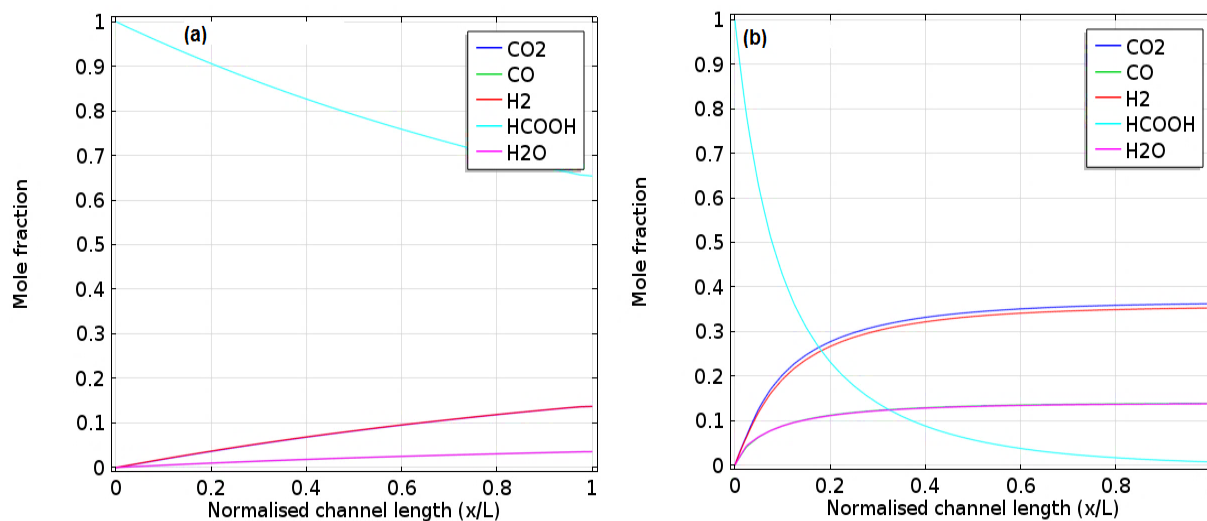 (a)
1
0.9
0.8
0.7
0.6
0.5
0.4
0.3
0.2
0.1
0
Mole fraction
CO2
CO
H2
HCOOH
H2O
0 0.2 0.4 0.6 0.8 1
Normalised channel length (x/L)
(b)
1
0.9
0.8
0.7
0.6
0.5
0.4
0.3
0.2
0.1
0
Mole fraction
CO2
CO
H2
HCOOH
H2O
0 0.2 0.4 0.6 0.8
Normalised channel length (x/L)